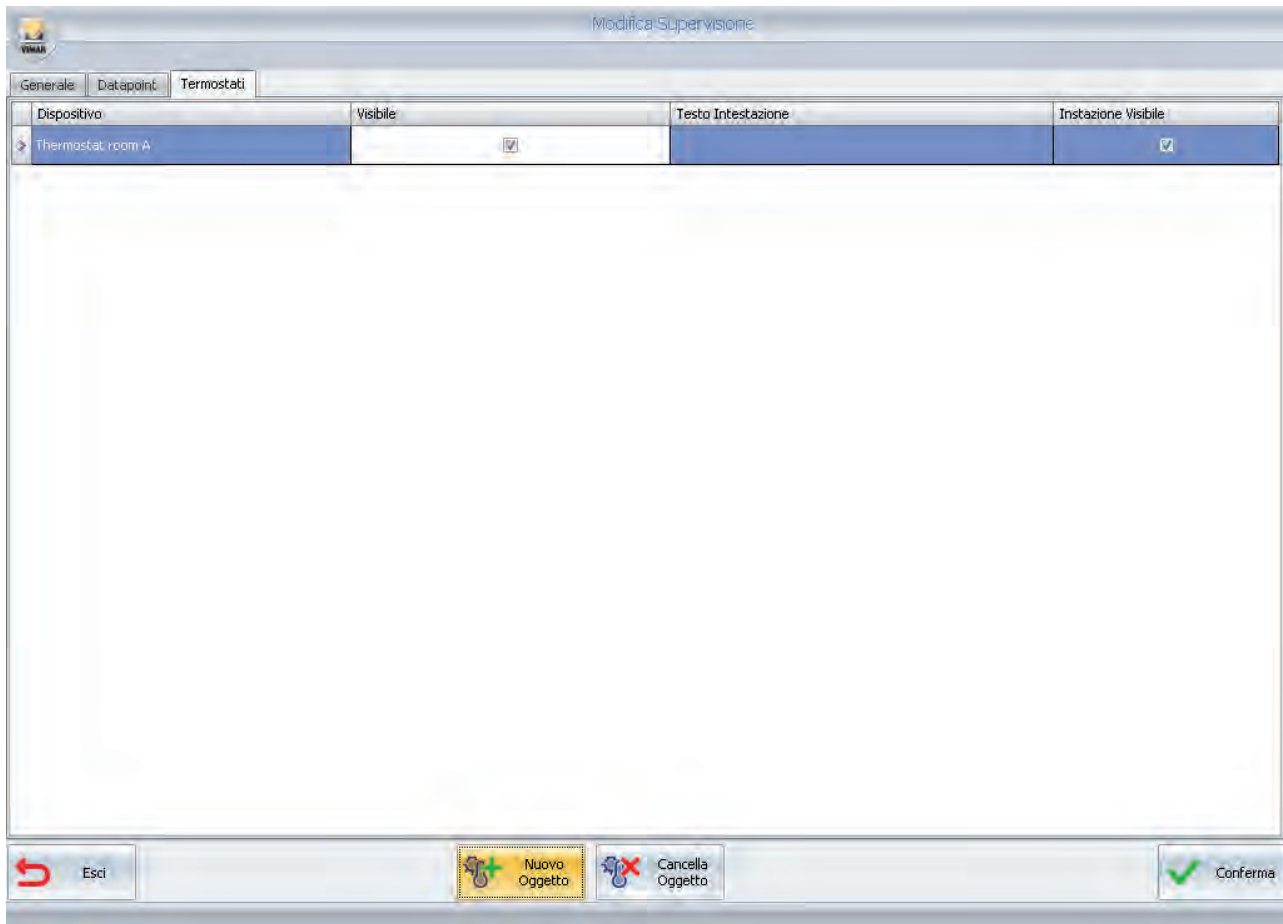 Modifica Supervisione
VIMAR
Generale Datapoint Termostati
Dispositivo Visibile Testo Intestazione Instazione Visibile
Thermostat room A
Esci
Nuovo
Oggetto
Cancella
Oggetto
Conferma